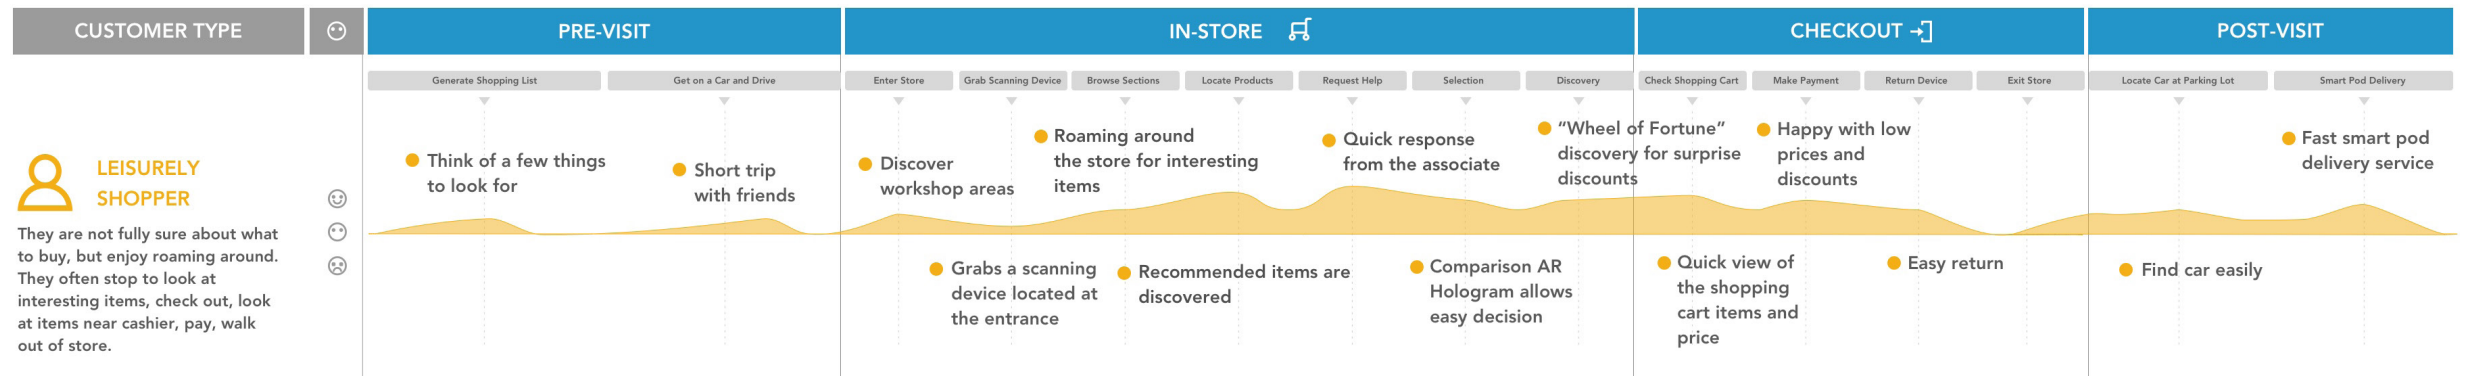 CUSTOMER TYPE
PRE-VISIT
IN-STORE
CHECKOUT
POST-VISIT
Generate Shopping List
Get on a Car and Drive
Enter Store
Grab Scanning Device
Browse Sections
Locate Products
Request Help
Selection
Discovery
Check Shopping Cart
Make Payment
Return Device
Exit Store
Locate Car at Parking Lot
Smart Pod Delivery
LEISURELY
SHOPPER
They are not fully sure about what
to buy, but enjoy roaming around.
They often stop to look at
interesting items, check out, look
at items near cashier, pay, walk
out of store.
Think of a few things
to look for
Short trip
with friends
Discover
workshop areas
Roaming around
the store for interesting
items
Quick response
from the associate
“Wheel of Fortune”
discovery for surprise
discounts
Happy with low
prices and
discounts
Fast smart pod
delivery service
Grabs a scanning
device located at
the entrance
Recommended items are
discovered
Comparison AR
Hologram allows
easy decision
Quick view of
the shopping
cart items and
price
Easy return
Find car easily